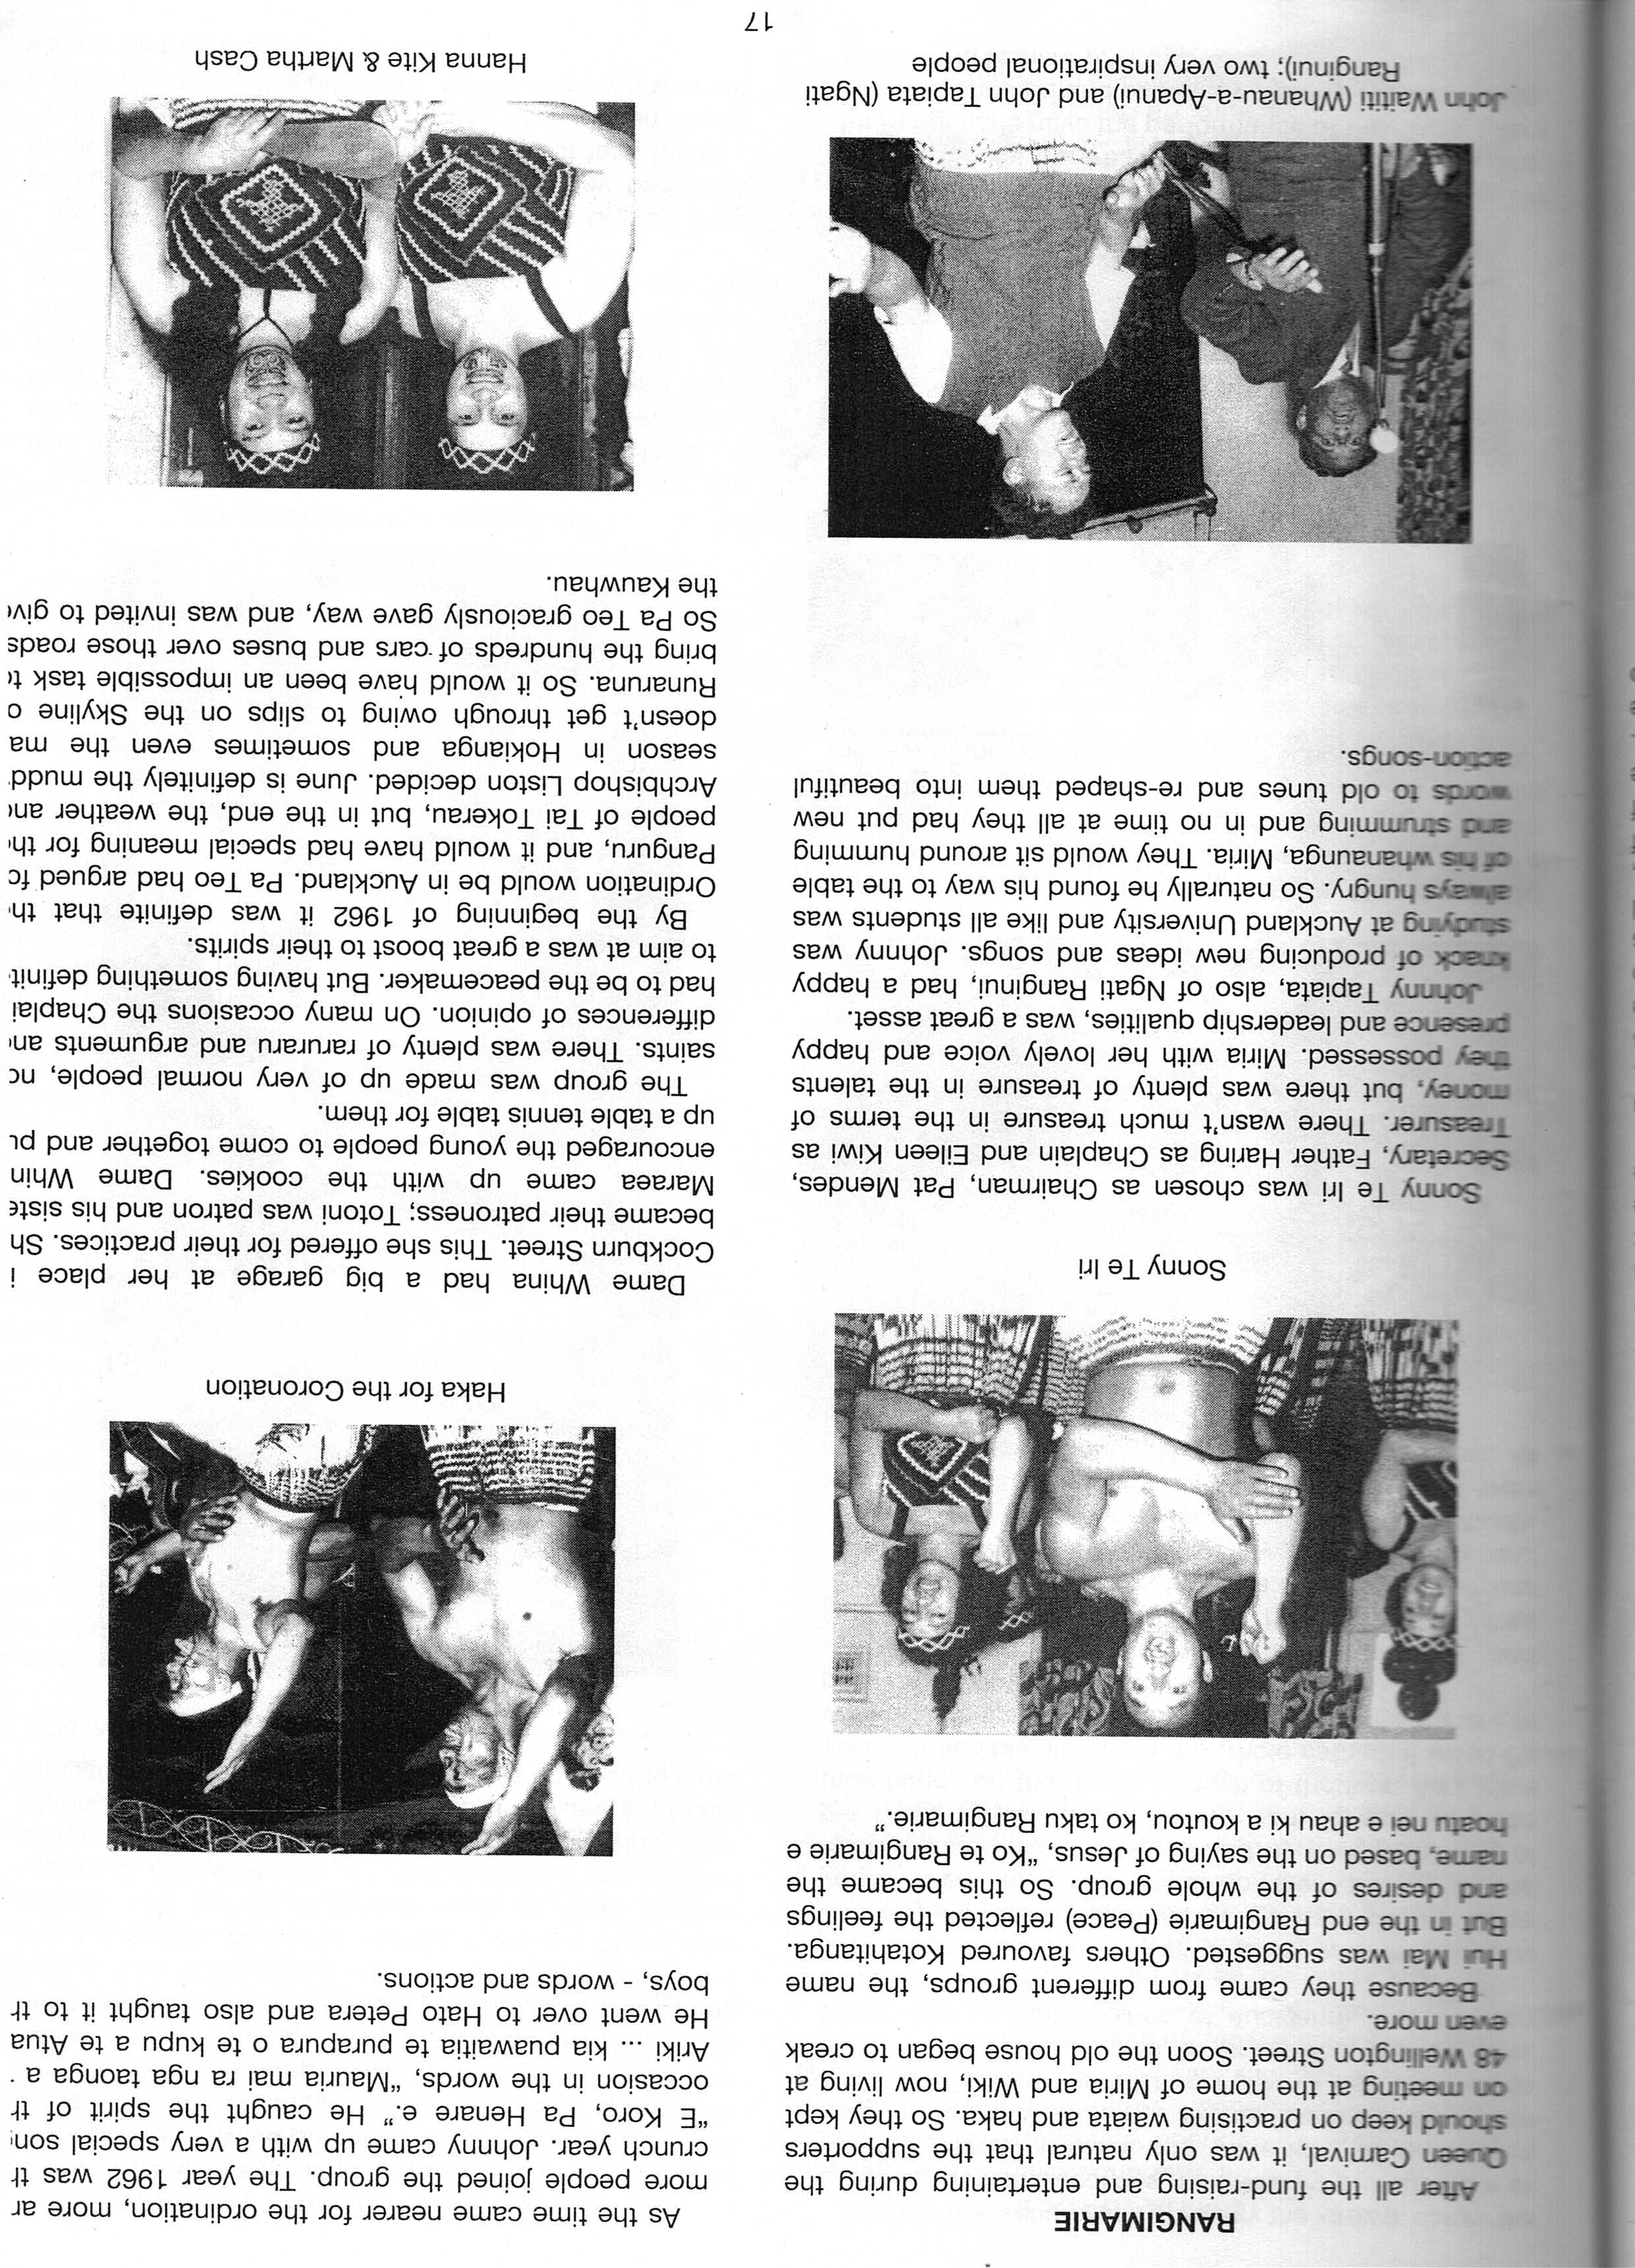 RANGIMARIE
After all the fund-raising and entertaining during the
Queen Carnival, it was only natural that the supporters
should keep on practising waiata and haka. So they kept
on meeting at the home of Miria and Wiki, now living at
48 Wellington Street. Soon the old house began to creak
even more.
Because they came from different groups, the name
Hui Mai was suggested. Others favoured Kotahitanga.
But in the end Rangimarie (Peace) reflected the feelings
and desires of the whole group. So this became the
name, based on the saying of Jesus, “Ko te Rangimarie e
hoatu nei e ahau ki a koutou, ko taku Rangimarie.”
Sonny Te Iri
Sonny Te Iri was chosen as Chairman, Pat Mendes,
Secretary, Father Haring as Chaplain and Eileen Kiwi as
Treasurer. There wasn’t much treasure in the terms of
money, but there was plenty of treasure in the talents
they possessed. Miria with her lovely voice and happy
presence and leadership qualities, was a great asset.
Johnny Tapiata, also of Ngati Ranginui, had a happy
knack of producing new ideas and songs. Johnny was
studying at Auckland University and like all students was
always hungry. So naturally he found his way to the table
of his whanaunga, Miria. They would sit around humming
and strumming and in no time at all they had put new
words to old tunes and re-shaped them into beautiful
action-songs.
John Waititi (Whanau-a-Apanui) and John Tapiata (Ngati
Ranginui); two very inspirational people
As the time came nearer for the ordination, more ar
more people joined the group. The year 1962 was th
crunch year. Johnny came up with a very special son
“E Koro, Pa Henare e.” He caught the spirit of th
occasion in the words, “Mauria mai ra nga taonga a
Ariki ... kia puawaitia te purapura o te kupu a te Atua
He went over to Hato Petera and also taught it to th
boys, - words and actions.
Haka for the Coronation
Dame Whina had a big garage at her place i
Cockburn Street. This she offered for their practices. Sh
became their patroness; Totoni was patron and his siste
Maraea came up with the cookies. Dame Whin
encouraged the young people to come together and pu
up a table tennis table for them.
The group was made up of very normal people, no
saints. There was plenty of raruraru and arguments an
differences of opinion. On many occasions the Chaplai
had to be the peacemaker. But having something definit
to aim at was a great boost to their spirits.
By the beginning of 1962 it was definite that th
Ordination would be in Auckland. Pa Teo had argued fo
Panguru, and it would have had special meaning for th
people of Tai Tokerau, but in the end, the weather an
Archbishop Liston decided. June is definitely the mudd
season in Hokianga and sometimes even the ma
doesn’t get through owing to slips on the Skyline o
Runaruna. So it would have been an impossible task t
bring the hundreds of cars and buses over those roads
So Pa Teo graciously gave way, and was invited to giv
the Kauwhau.
Hanna Kite & Martha Cash
17